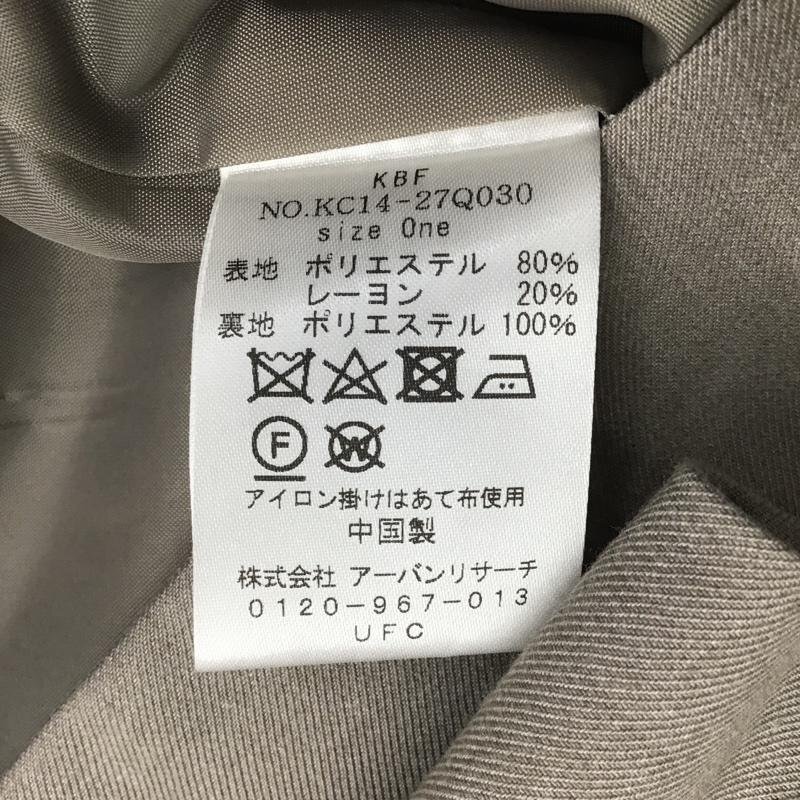 KBF
NO.KC14-27Q030
size One
表地 ポリエステル 80%
レーヨン 20%
裏地 ポリエステル 100%
F W
アイロン掛けはあて布使用
中国製
株式会社 アーバンリサーチ
0120-967-013
UFC